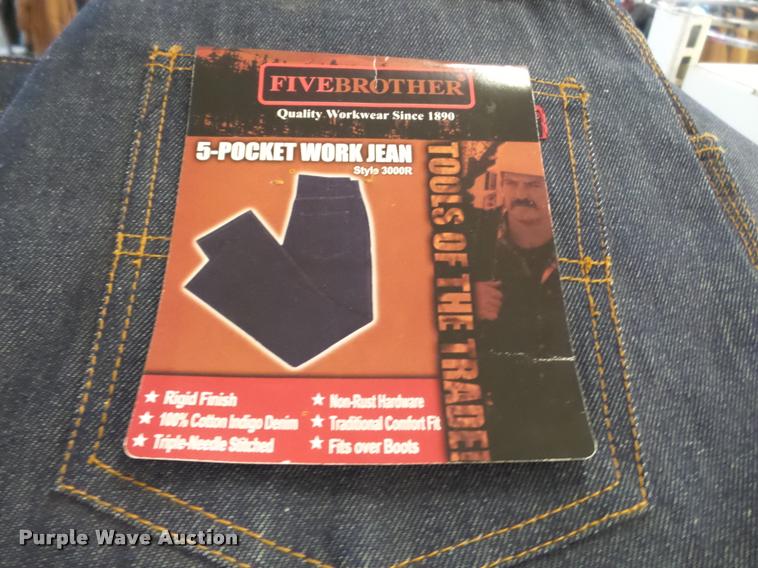 FIVEBROTHER
Quality Workwear Since 1890
5-POCKET WORK JEAN
Style 3000R
TOOLS OF THE TRADE!
★ Rigid Finish
★ 100% Cotton Indigo Denim
★ Triple-Needle Stitched
★ Non-Rust Hardware
★ Traditional Comfort Fit
★ Fits over Boots
Purple Wave Auction